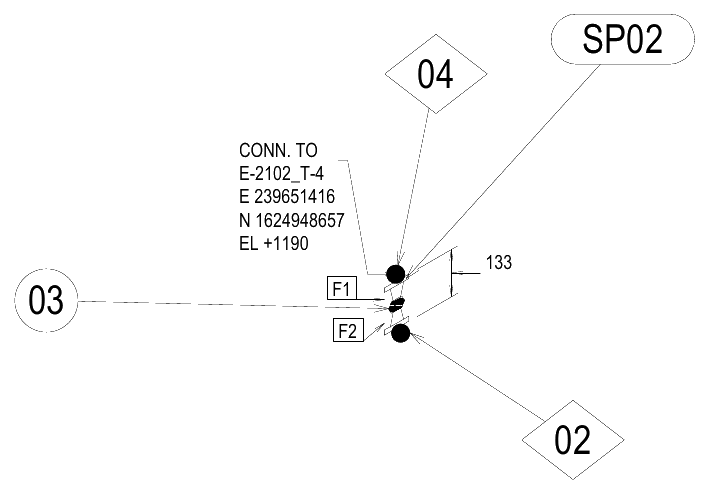 SP02
04
CONN. TO
E-2102_T-4
E 239651416
N 1624948657
EL +1190
133
F1
03
F2
02